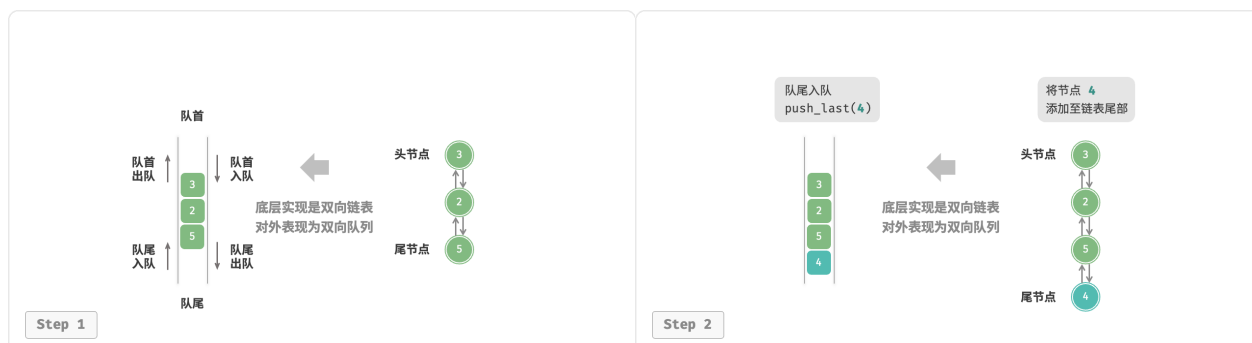 队首
队首
出队
队首
入队
3
2
5
队尾
入队
队尾
出队
队尾
底层实现是双向链表
对外表现为双向队列
头节点
3
2
尾节点
5
Step 1
队尾入队
push_last(4)
3
2
5
4
底层实现是双向链表
对外表现为双向队列
将节点 4
添加至链表尾部
头节点
3
2
5
尾节点
4
Step 2